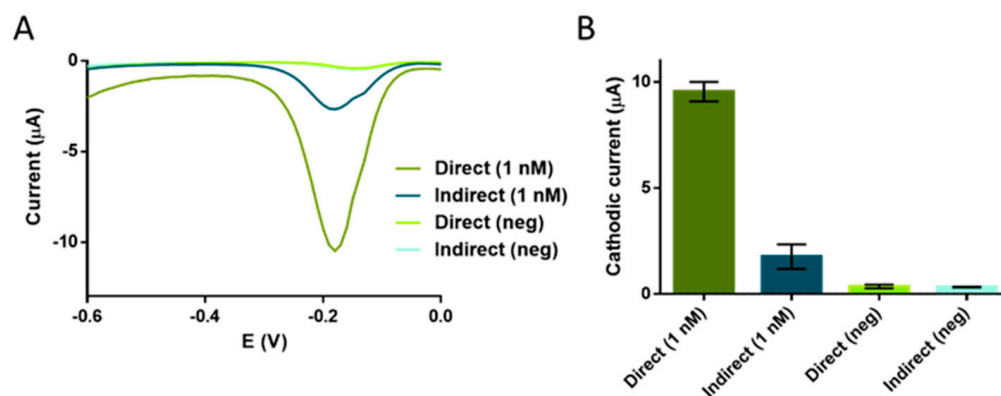 A
Current (μA)
0
-5
-10
-0.6
-0.4
-0.2
0.0
E (V)
Direct (1 nM)
Indirect (1 nM)
Direct (neg)
Indirect (neg)
B
Cathodic current (μA)
10
5
0
Direct (1 nM)
Indirect (1 nM)
Direct (neg)
Indirect (neg)